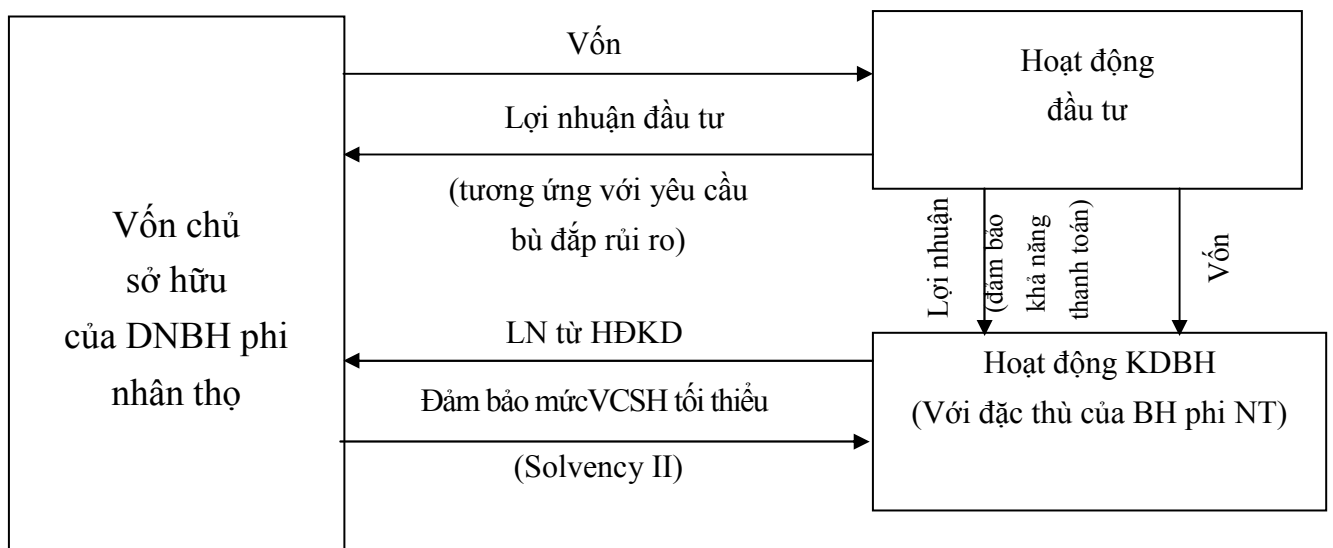 Vốn chủ
sở hữu
của DNBH phi
nhân thọ
Vốn
Lợi nhuận đầu tư
(tương ứng với yêu cầu
bù đắp rủi ro)
LN từ HĐKD
Đảm bảo mứcVCSH tối thiểu
(Solvency II)
Hoạt động
đầu tư
Lợi nhuận
(đảm bảo
khả năng
thanh toán)
Vốn
Hoạt động KDBH
(Với đặc thù của BH phi NT)